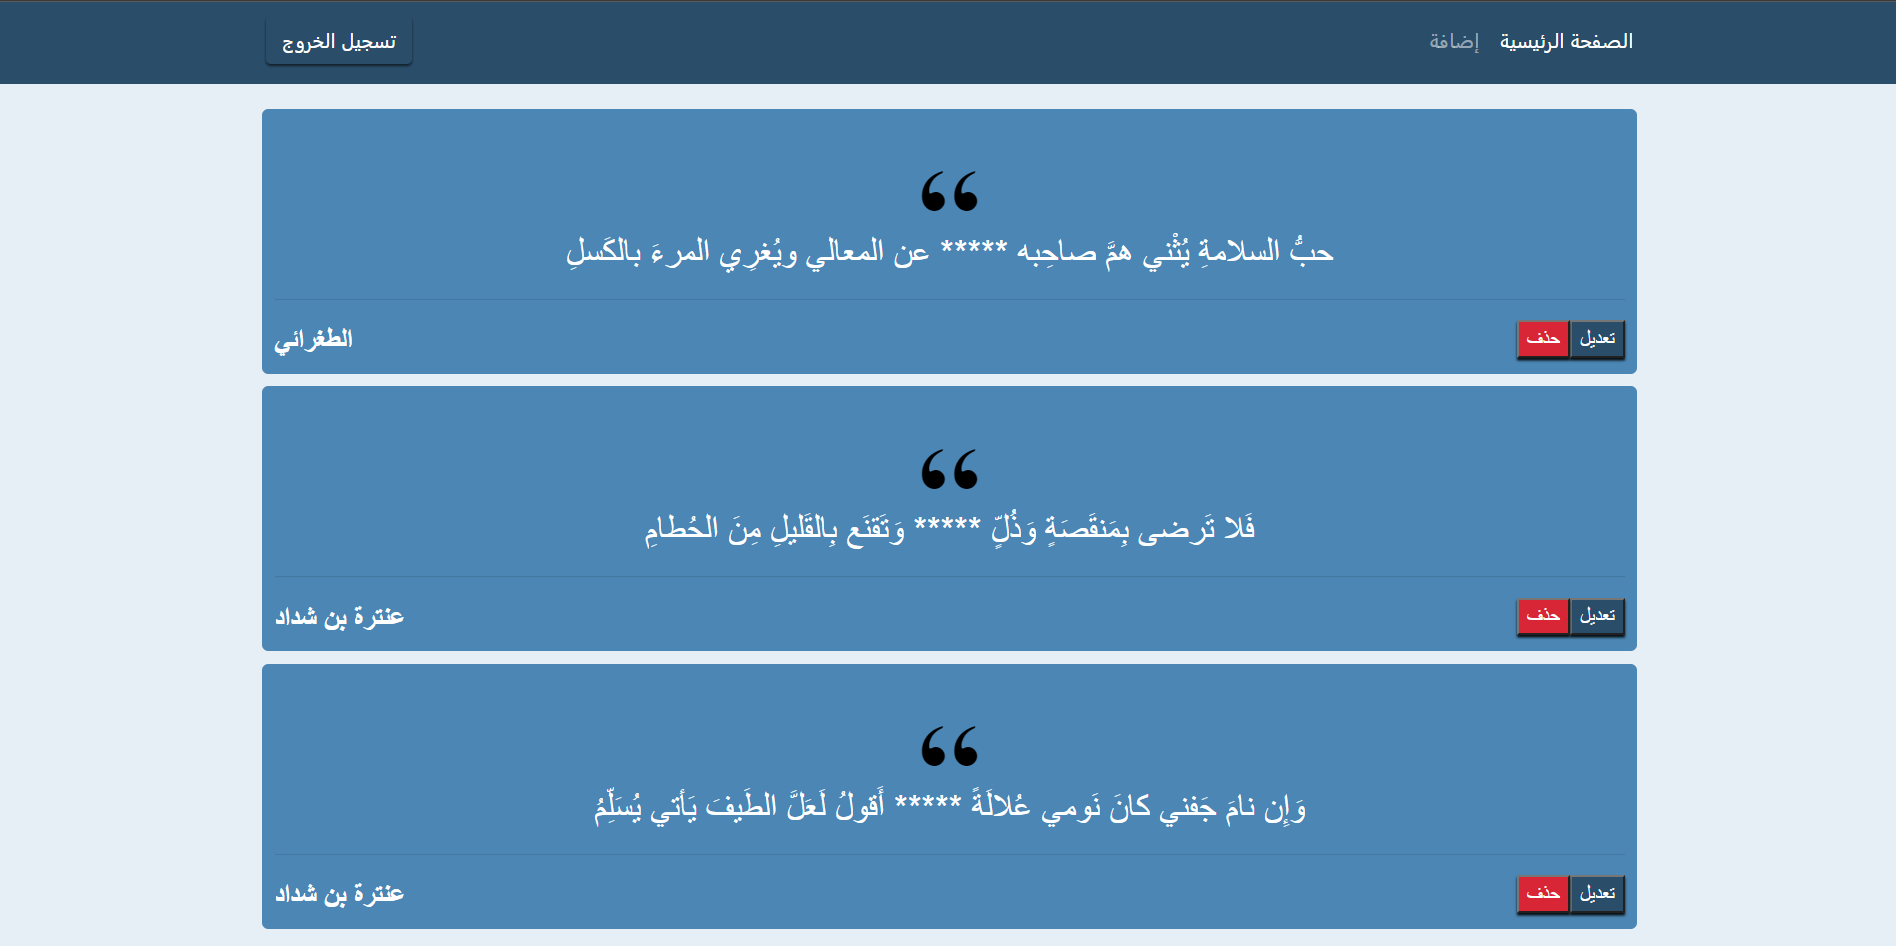 الصفحة الرئيسية إضافة تسجيل الخروج
حبُّ السلامةِ يُثْني همَّ صاحِبه ***** عن المعالي ويُغرِي المرءَ بالكَسلِ
تعديل حذف الطغرائي
فَلا تَرضى بِمَنقَصَةٍ وَذُلٍّ ***** وَتَقنَع بِالقَليلِ مِنَ الحُطامِ
تعديل حذف عنترة بن شداد
وَإِن نامَ جَفني كانَ نَومي عُلالَةً ***** أَقولُ لَعَلَّ الطَيفَ يَأتي يُسَلِّمُ
تعديل حذف عنترة بن شداد